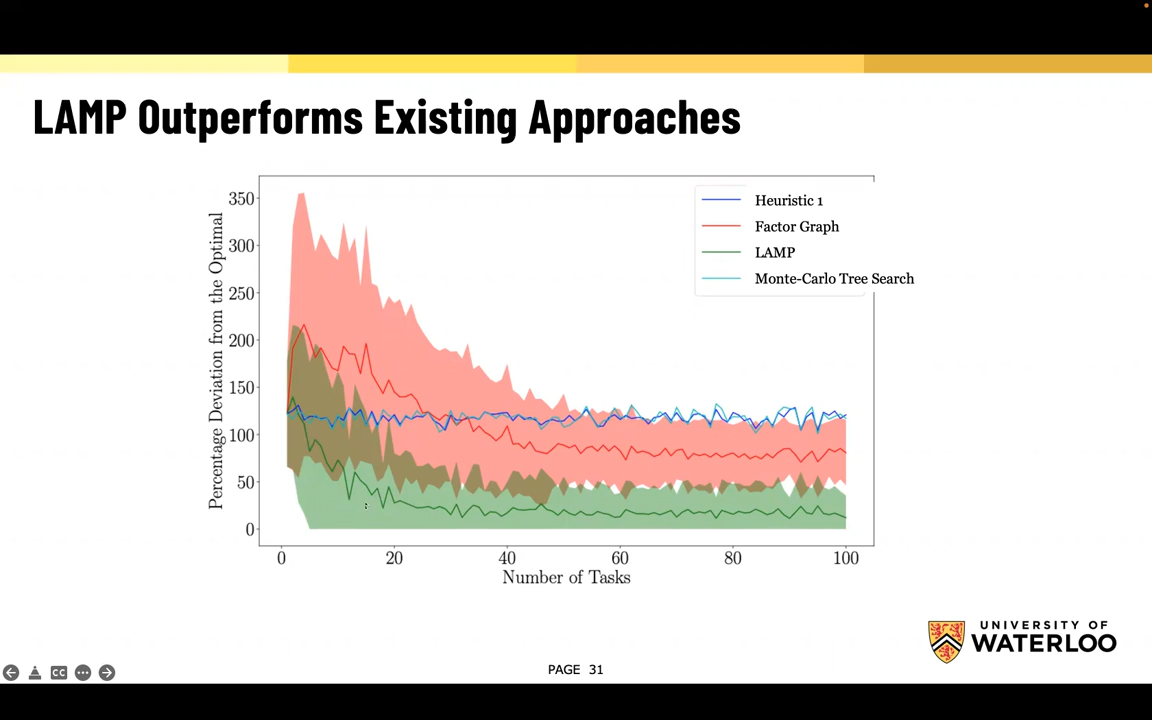 LAMP Outperforms Existing Approaches
Percentage Deviation from the Optimal
350
300
250
200
150
100
50
0
0 20 40 60 80 100
Number of Tasks
Heuristic 1
Factor Graph
LAMP
Monte-Carlo Tree Search
UNIVERSITY OF
WATERLOO
CC
PAGE 31